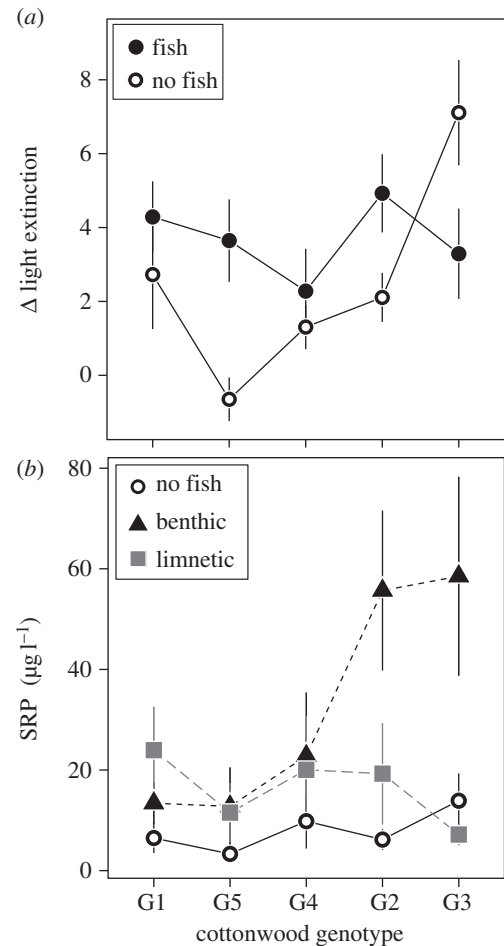 (a)
fish
no fish
8
6
4
2
0
Δ light extinction
(b)
80
no fish
benthic
limnetic
60
40
20
0
SRP (µg l⁻¹)
G1 G5 G4 G2 G3
cottonwood genotype